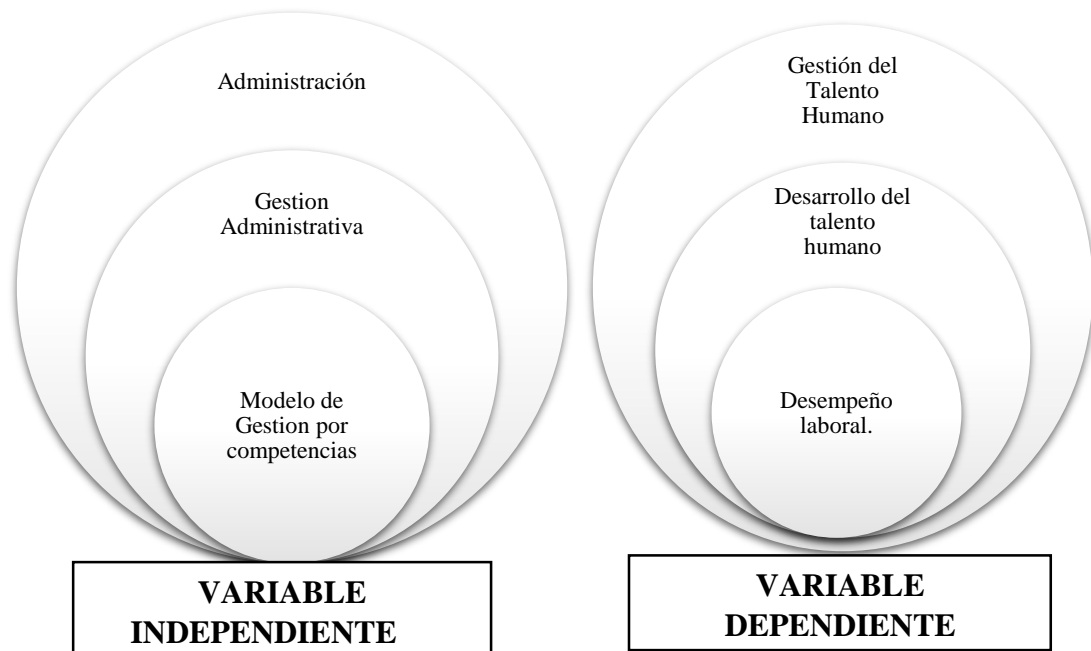 Administración
Gestion
Administrativa
Modelo de
Gestion por
competencias
VARIABLE
INDEPENDIENTE
Gestión del
Talento
Humano
Desarrollo del
talento
humano
Desempeño
laboral.
VARIABLE
DEPENDIENTE